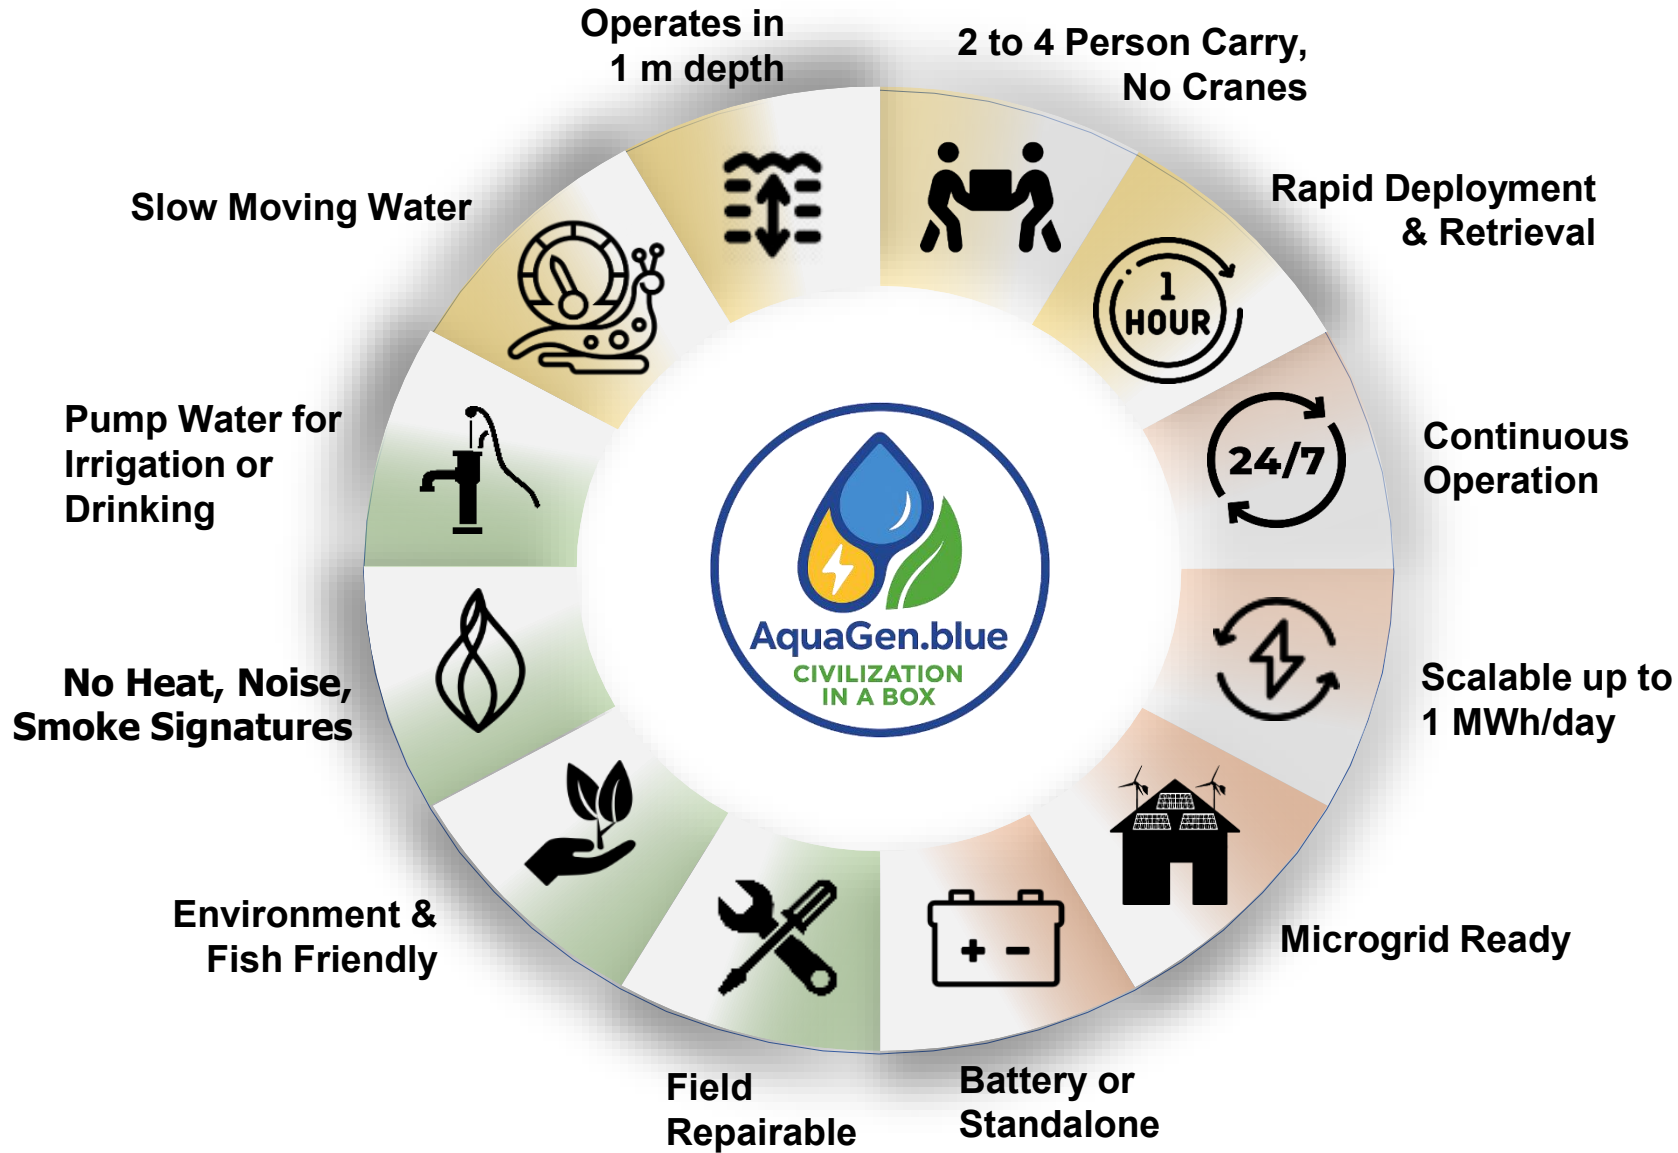 Operates in
1 m depth
2 to 4 Person Carry,
No Cranes
Rapid Deployment
& Retrieval
1
HOUR
Continuous
Operation
24/7
Scalable up to
1 MWh/day
Microgrid Ready
Battery or
Standalone
+ -
Field
Repairable
Environment &
Fish Friendly
No Heat, Noise,
Smoke Signatures
Pump Water for
Irrigation or
Drinking
Slow Moving Water
AquaGen.blue
CIVILIZATION
IN A BOX